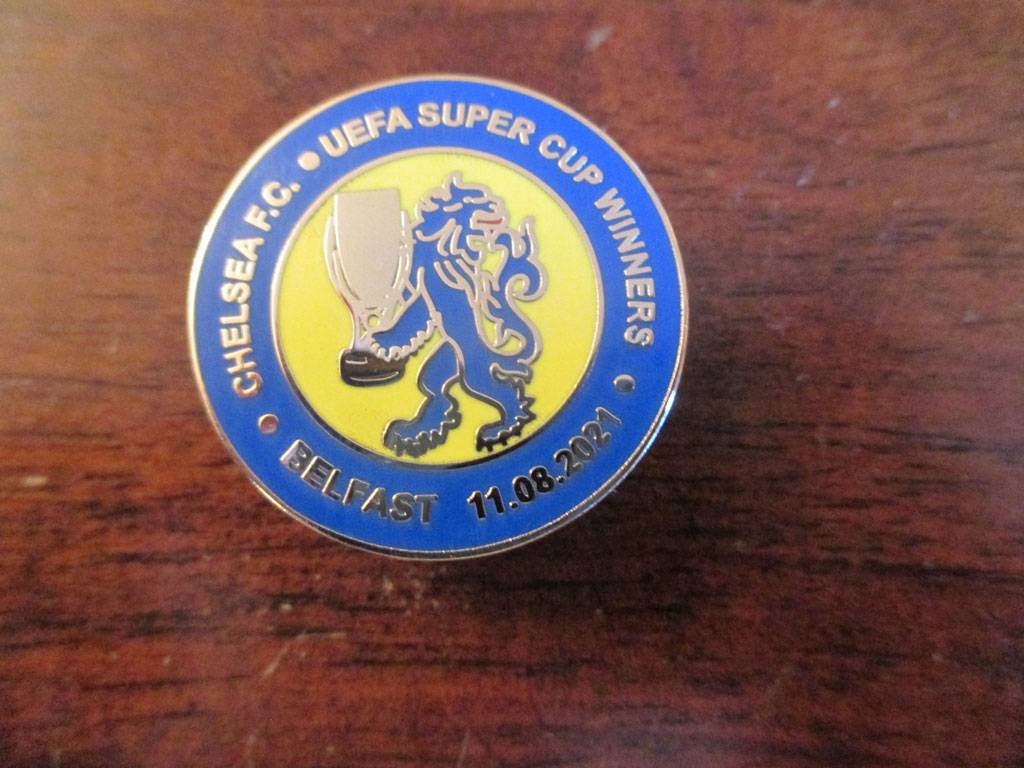 CHELSEA F.C. • UEFA SUPER CUP WINNERS •
BELFAST 11.08.2021 •